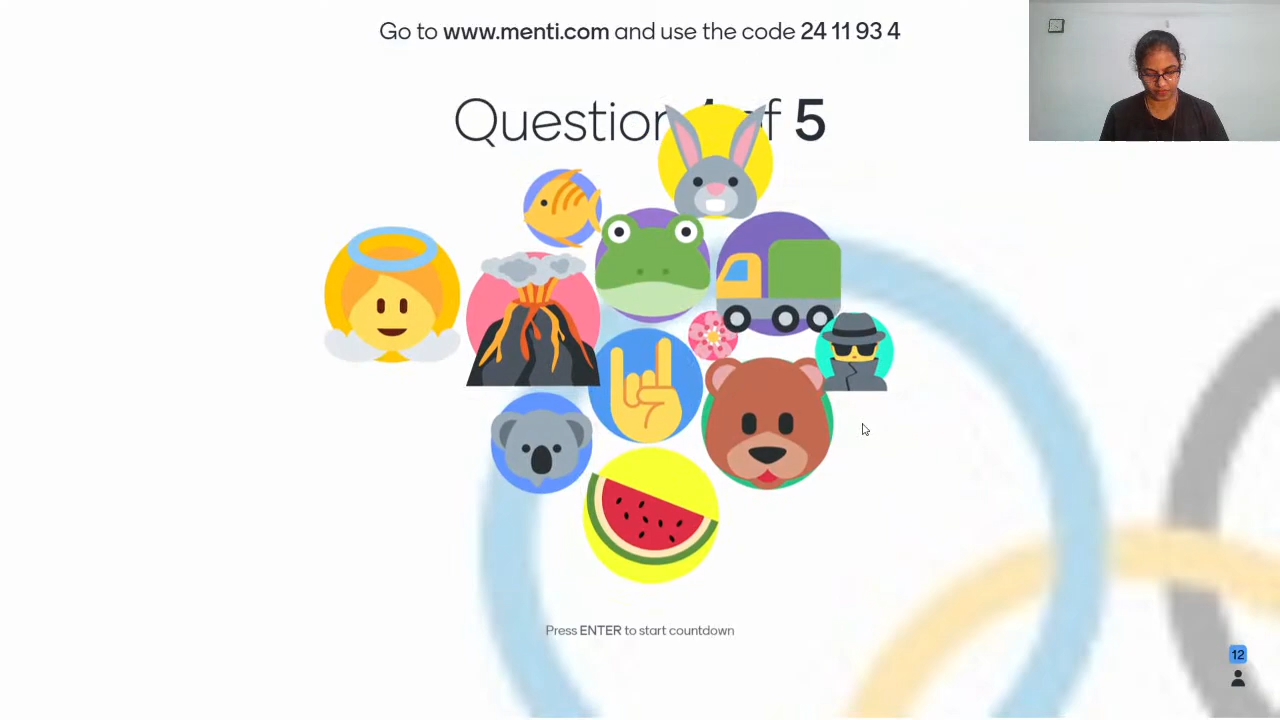 Go to www.menti.com and use the code 24 11 93 4
Question of 5
Press ENTER to start countdown
12